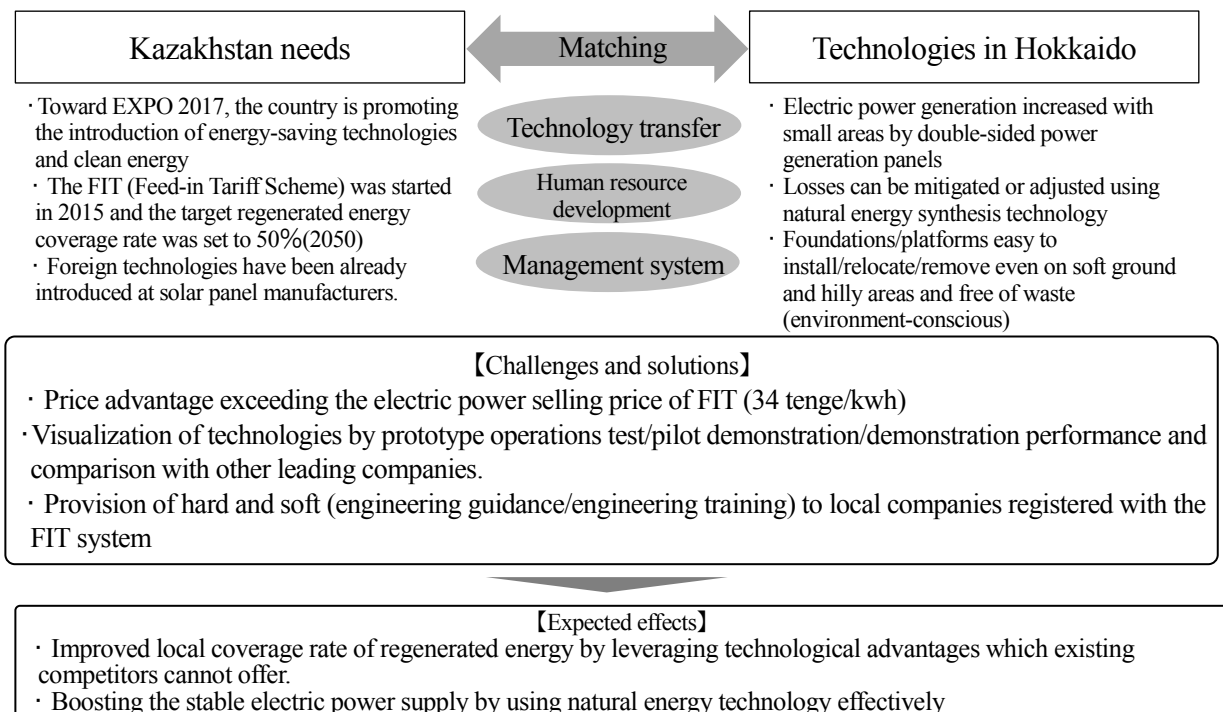 Kazakhstan needs
Matching
Technologies in Hokkaido
· Toward EXPO 2017, the country is promoting
the introduction of energy-saving technologies
and clean energy
· The FIT (Feed-in Tariff Scheme) was started
in 2015 and the target regenerated energy
coverage rate was set to 50%(2050)
· Foreign technologies have been already
introduced at solar panel manufacturers.
Technology transfer
Human resource
development
Management system
· Electric power generation increased with
small areas by double-sided power
generation panels
· Losses can be mitigated or adjusted using
natural energy synthesis technology
· Foundations/platforms easy to
install/relocate/remove even on soft ground
and hilly areas and free of waste
(environment-conscious)
【Challenges and solutions】
· Price advantage exceeding the electric power selling price of FIT (34 tenge/kwh)
· Visualization of technologies by prototype operations test/pilot demonstration/demonstration performance and
comparison with other leading companies.
· Provision of hard and soft (engineering guidance/engineering training) to local companies registered with the
FIT system
【Expected effects】
· Improved local coverage rate of regenerated energy by leveraging technological advantages which existing
competitors cannot offer.
· Boosting the stable electric power supply by using natural energy technology effectively